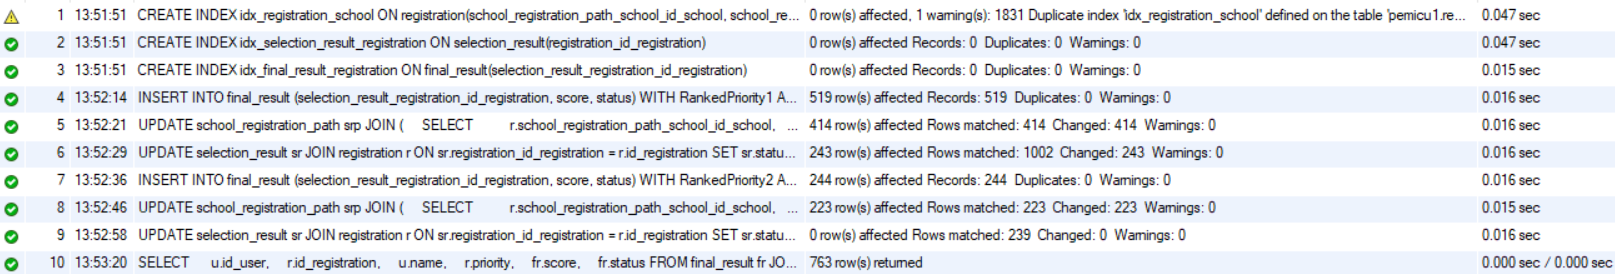 1 13:51:51 CREATE INDEX idx_registration_school ON registration(school_registration_path_school_id_school, school_re... 0 row(s) affected, 1 warning(s): 1831 Duplicate index 'idx_registration_school' defined on the table 'pemicu1.re... 0.047 sec
2 13:51:51 CREATE INDEX idx_selection_result_registration ON selection_result(registration_id_registration) 0 row(s) affected Records: 0 Duplicates: 0 Warnings: 0 0.047 sec
3 13:51:51 CREATE INDEX idx_final_result_registration ON final_result(selection_result_registration_id_registration) 0 row(s) affected Records: 0 Duplicates: 0 Warnings: 0 0.015 sec
4 13:52:14 INSERT INTO final_result (selection_result_registration_id_registration, score, status) WITH RankedPriority1 A... 519 row(s) affected Records: 519 Duplicates: 0 Warnings: 0 0.016 sec
5 13:52:21 UPDATE school_registration_path srp JOIN ( SELECT r.school_registration_path_school_id_school, ... 414 row(s) affected Rows matched: 414 Changed: 414 Warnings: 0 0.016 sec
6 13:52:29 UPDATE selection_result sr JOIN registration r ON sr.registration_id_registration = r.id_registration SET sr.statu... 243 row(s) affected Rows matched: 1002 Changed: 243 Warnings: 0 0.016 sec
7 13:52:36 INSERT INTO final_result (selection_result_registration_id_registration, score, status) WITH RankedPriority2 A... 244 row(s) affected Records: 244 Duplicates: 0 Warnings: 0 0.016 sec
8 13:52:46 UPDATE school_registration_path srp JOIN ( SELECT r.school_registration_path_school_id_school, ... 223 row(s) affected Rows matched: 223 Changed: 223 Warnings: 0 0.015 sec
9 13:52:58 UPDATE selection_result sr JOIN registration r ON sr.registration_id_registration = r.id_registration SET sr.statu... 0 row(s) affected Rows matched: 239 Changed: 0 Warnings: 0 0.016 sec
10 13:53:20 SELECT u.id_user, r.id_registration, u.name, r.priority, fr.score, fr.status FROM final_result fr JO... 763 row(s) returned 0.000 sec / 0.000 sec